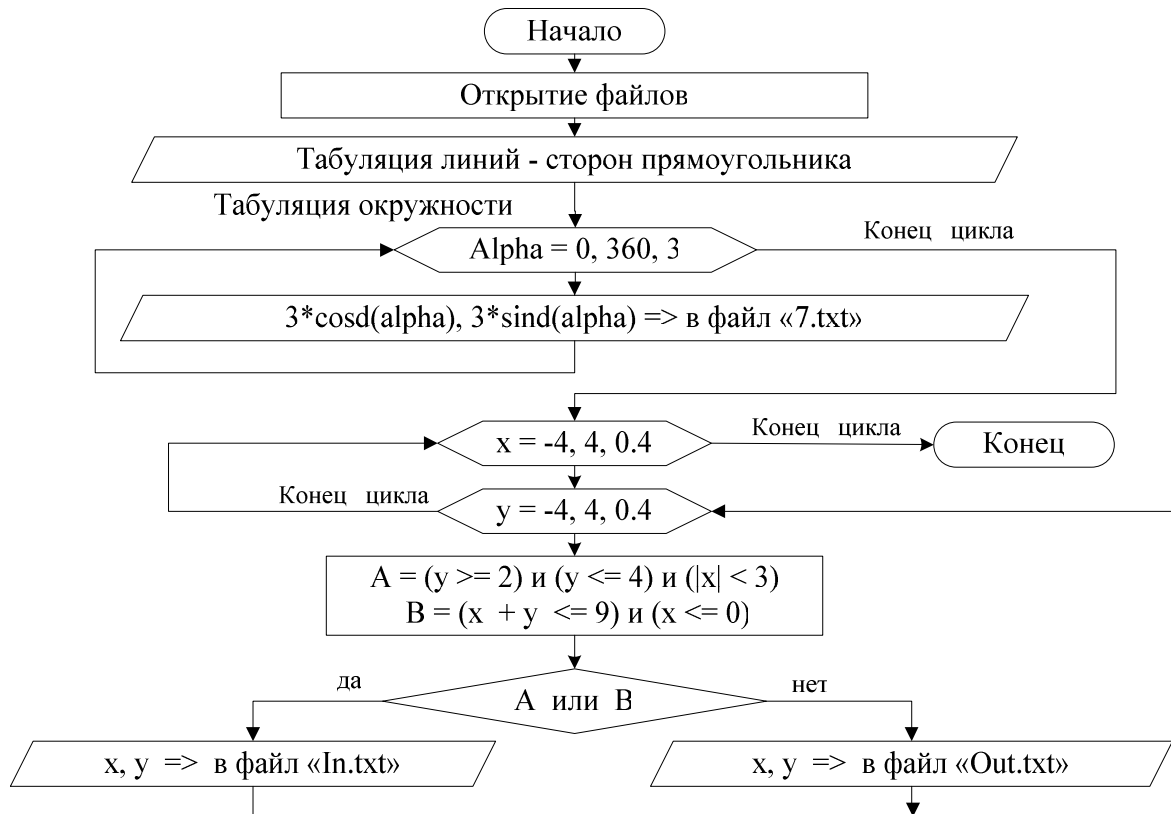 Начало
Открытие файлов
Табуляция линий - сторон прямоугольника
Табуляция окружности
Alpha = 0, 360, 3
Конец цикла
3*cosd(alpha), 3*sind(alpha) => в файл «7.txt»
x = -4, 4, 0.4
Конец цикла
Конец
Конец цикла
y = -4, 4, 0.4
A = (y >= 2) и (y <= 4) и (|x| < 3)
B = (x + y <= 9) и (x <= 0)
да
A или B
нет
x, y => в файл «In.txt»
x, y => в файл «Out.txt»